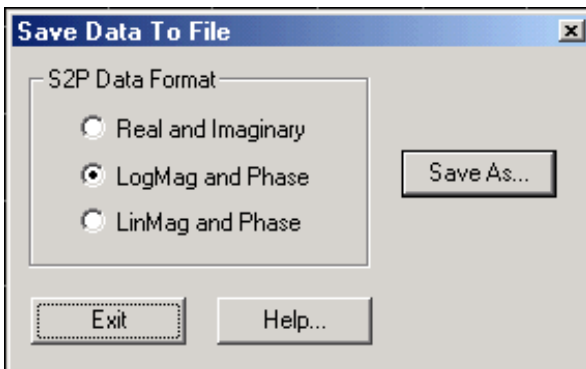 Save Data To File
S2P Data Format
Real and Imaginary
LogMag and Phase
Save As...
LinMag and Phase
Exit
Help...